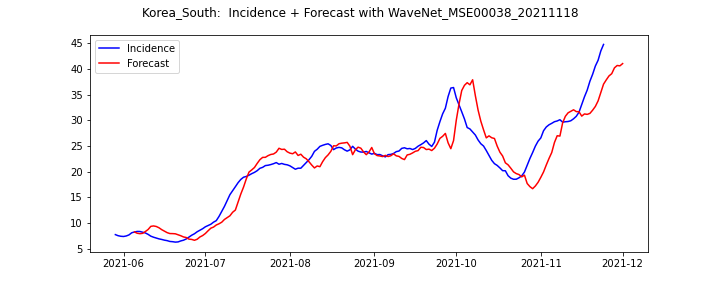 Korea_South:  Incidence + Forecast with WaveNet_MSE00038_20211118
Incidence
Forecast
45
40
35
30
25
20
15
10
5
2021-06 2021-07 2021-08 2021-09 2021-10 2021-11 2021-12